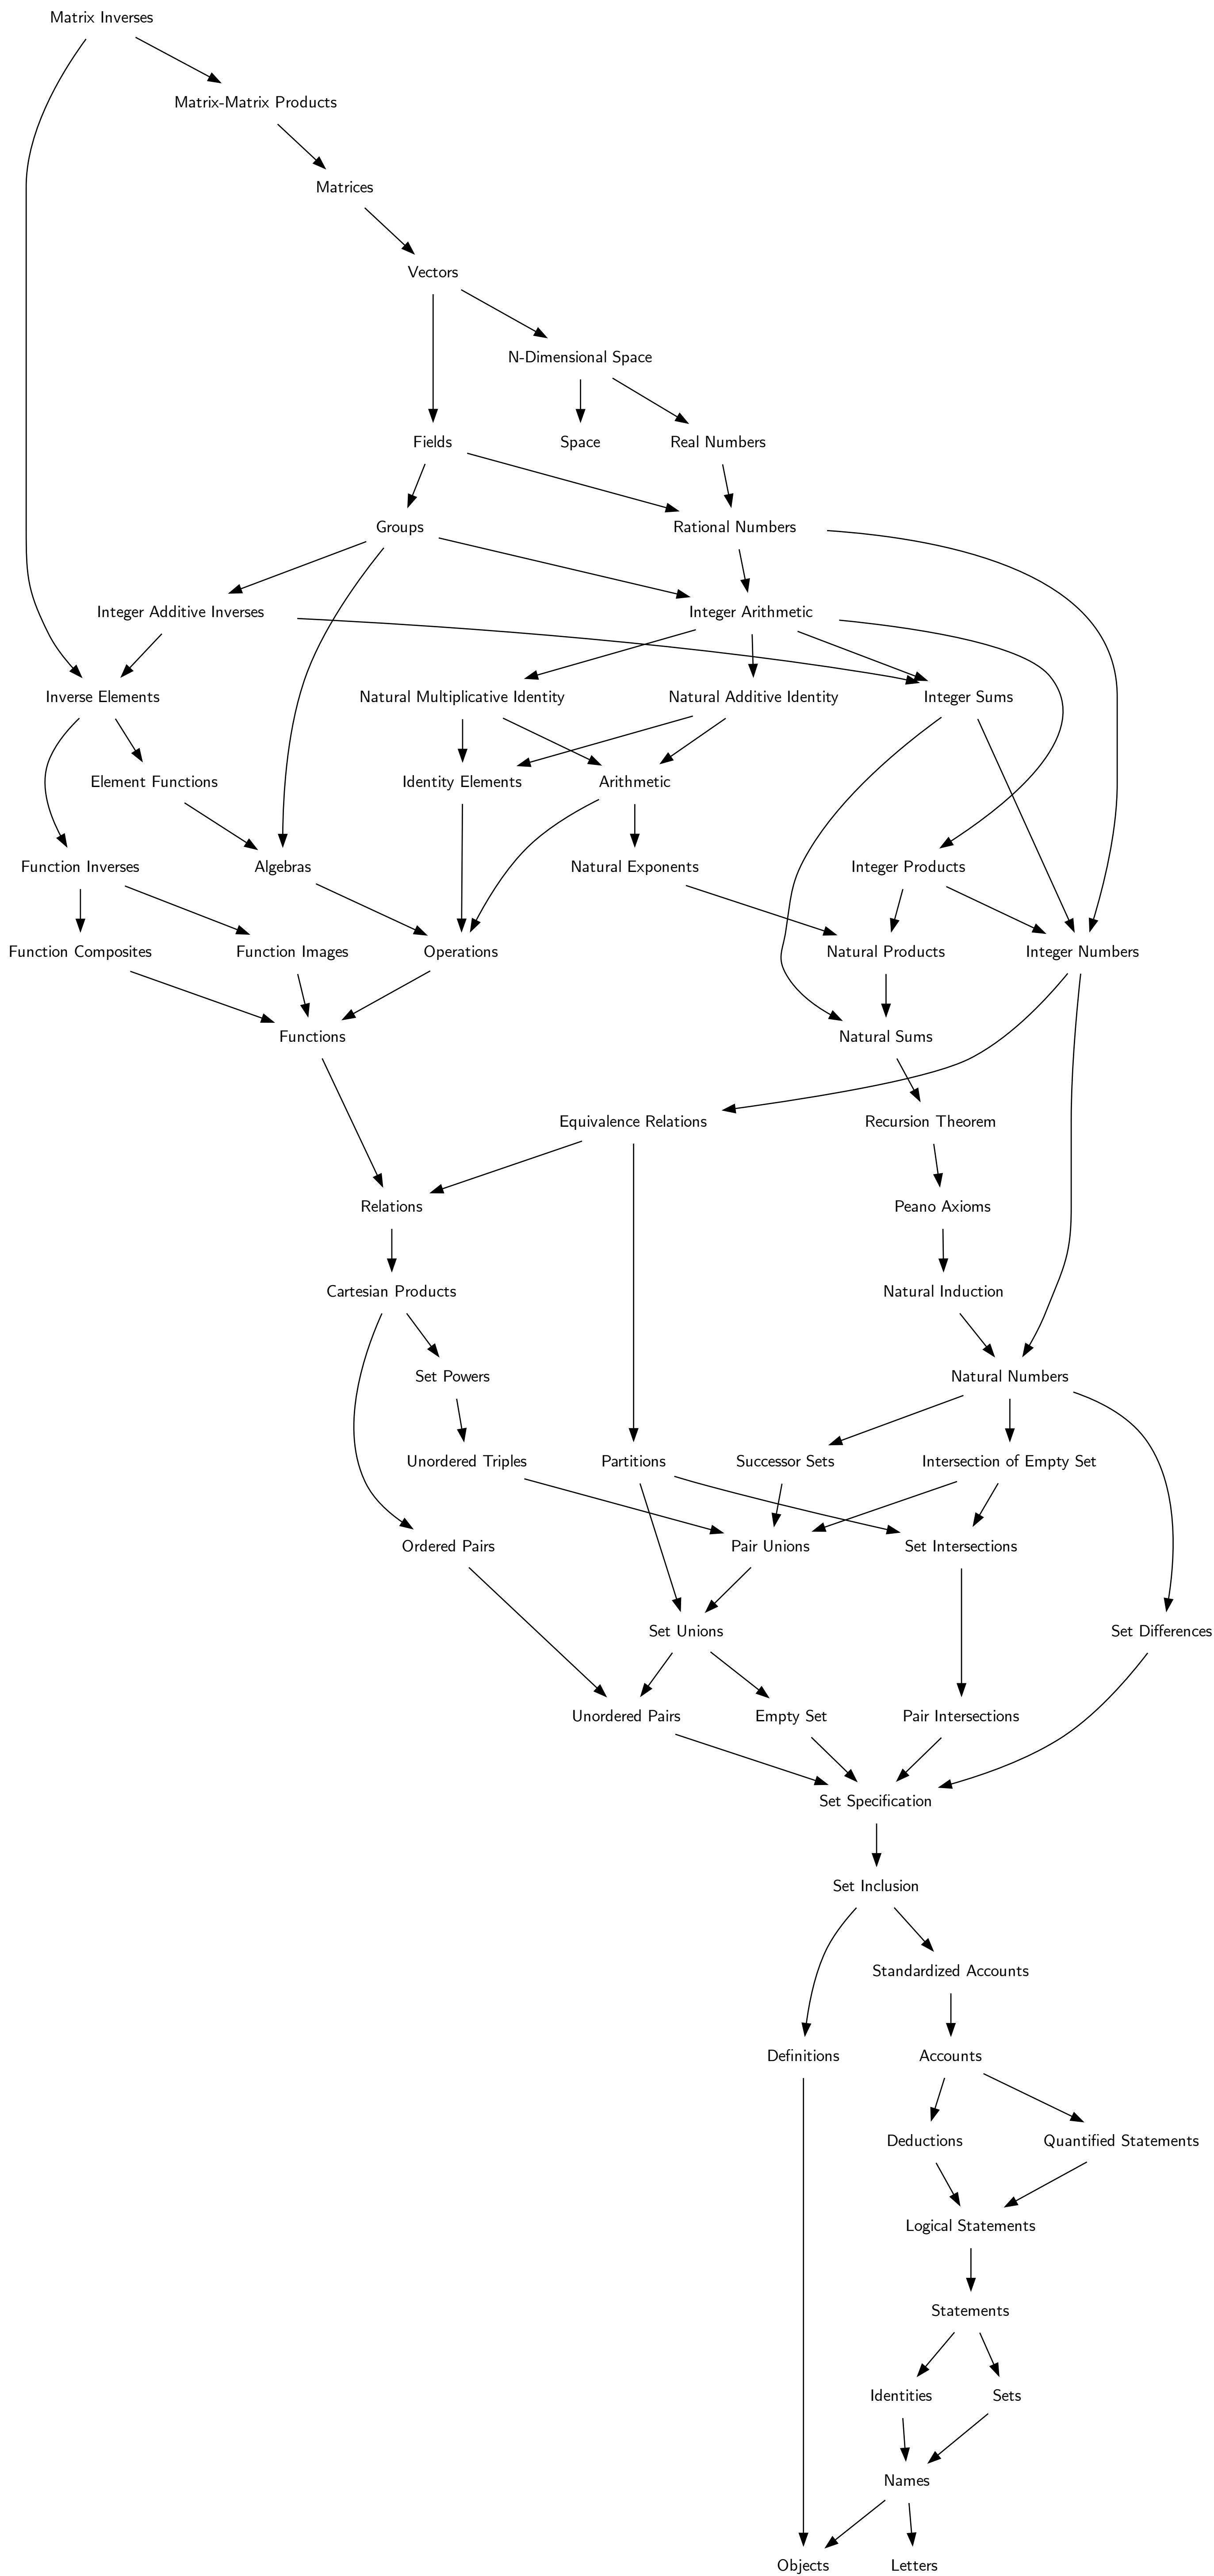 Matrix Inverses
Matrix-Matrix Products
Matrices
Vectors
N-Dimensional Space
Fields
Space
Real Numbers
Groups
Rational Numbers
Integer Additive Inverses
Integer Arithmetic
Inverse Elements
Natural Multiplicative Identity
Natural Additive Identity
Integer Sums
Element Functions
Identity Elements
Arithmetic
Function Inverses
Algebras
Natural Exponents
Integer Products
Function Composites
Function Images
Operations
Natural Products
Integer Numbers
Functions
Natural Sums
Equivalence Relations
Recursion Theorem
Relations
Peano Axioms
Cartesian Products
Natural Induction
Set Powers
Natural Numbers
Unordered Triples
Partitions
Successor Sets
Intersection of Empty Set
Ordered Pairs
Pair Unions
Set Intersections
Set Unions
Set Differences
Unordered Pairs
Empty Set
Pair Intersections
Set Specification
Set Inclusion
Standardized Accounts
Definitions
Accounts
Deductions
Quantified Statements
Logical Statements
Statements
Identities
Sets
Names
Objects
Letters